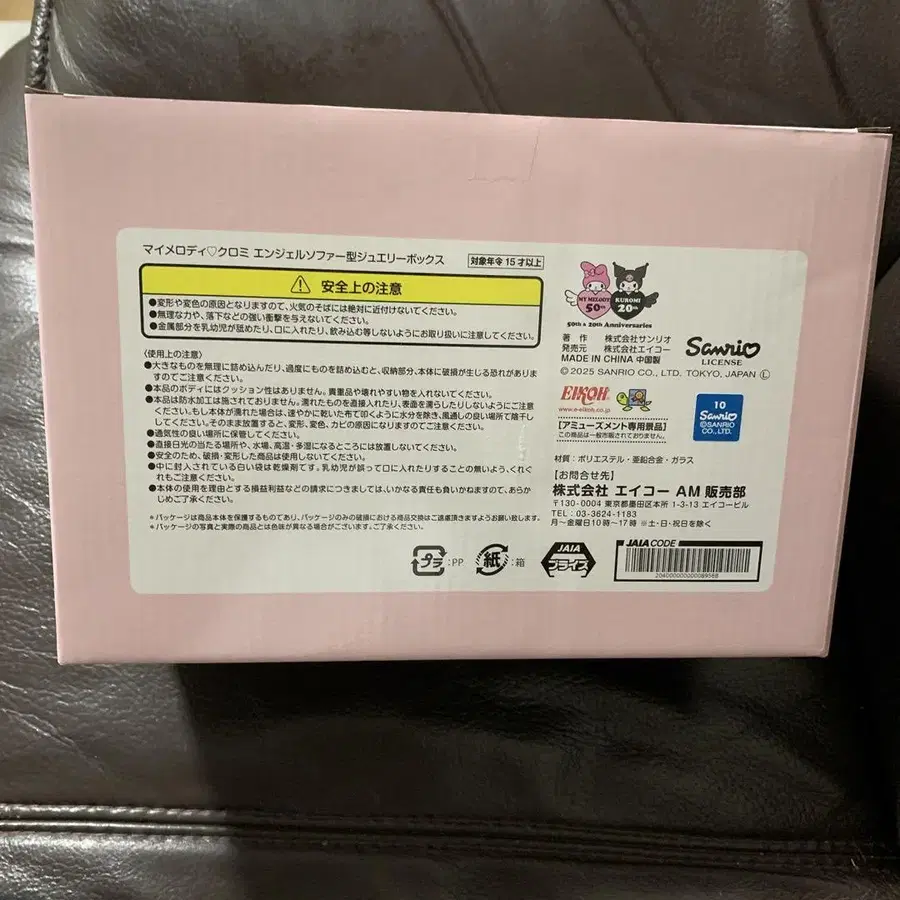 マイメロディ♡クロミ エンジェルソファー型ジュエリーボックス
対象年令 15才以上
安全上の注意
●変形や変色の原因となりますので、火気のそばには絶対に近付けないでください。
●無理な力や、落下などの強い衝撃を与えないでください。
●金属部分を乳幼児が舐めたり、口に入れたり、飲み込む等しないようにお取り扱いに注意してください。
〈使用上の注意〉
●大きなものを無理に詰め込んだり、過度にものを詰め込むと、収納部分、本体に破損が生じる恐れがありま
すのでご注意ください。
●本品のボディにはクッション性はありません。貴重品や壊れやすい物を入れないでください。
●本品は防水加工は施されておりません。濡れたものを直接入れたり、表面を濡らしたりしないようにご注意
ください。もし本体が濡れた場合は、速やかに乾いた布で叩くように水分を除き、風通しの良い場所で陰干し
してください。そのまま放置すると、変形、変色、カビの原因になりますのでご注意ください。
●通気性の良い場所に保管してください。
●直接日光の当たる場所や、水場、高温・多湿になるところには放置しないでください。
●安全のため、破損・変形した商品は使用しないでください。
●中に封入されている白い袋は乾燥剤です。乳幼児が誤って口に入れたりすることの無いよう、くれぐ
れもご注意ください。
●本体の使用を理由とする損益利益などの請求につきましては、いかなる責任も負いかねますので、あらか
じめご了承ください。
＊パッケージは商品本体を保護するものであり、パッケージのみの破損における商品交換はご遠慮頂きますようお願い致します。
＊パッケージの写真と実際の商品とは色味が異なる場合がございます。ご了承ください。
プラ :PP
紙 :箱
JAIA
プライズ
MY MELODY
50th
KUROMI
20th
50th & 20th Anniversaries
著 作 株式会社サンリオ
発売元 株式会社エイコー
MADE IN CHINA 中国製
Sanrio
LICENSE
© 2025 SANRIO CO., LTD. TOKYO, JAPAN Ⓛ
EIKOH
www.e-eikoh.co.jp
【アミューズメント専用景品】
この商品は一般市販されておりません。
10
Sanrio
©SANRIO
CO.,LTD.
材質：ポリエステル・亜鉛合金・ガラス
【お問合せ先】
株式会社 エイコー AM 販売部
〒130-0004 東京都墨田区本所 1-3-13 エイコービル
TEL：03-3624-1183
月〜金曜日10時〜17時 ※土・日・祝日を除く
JAIA CODE